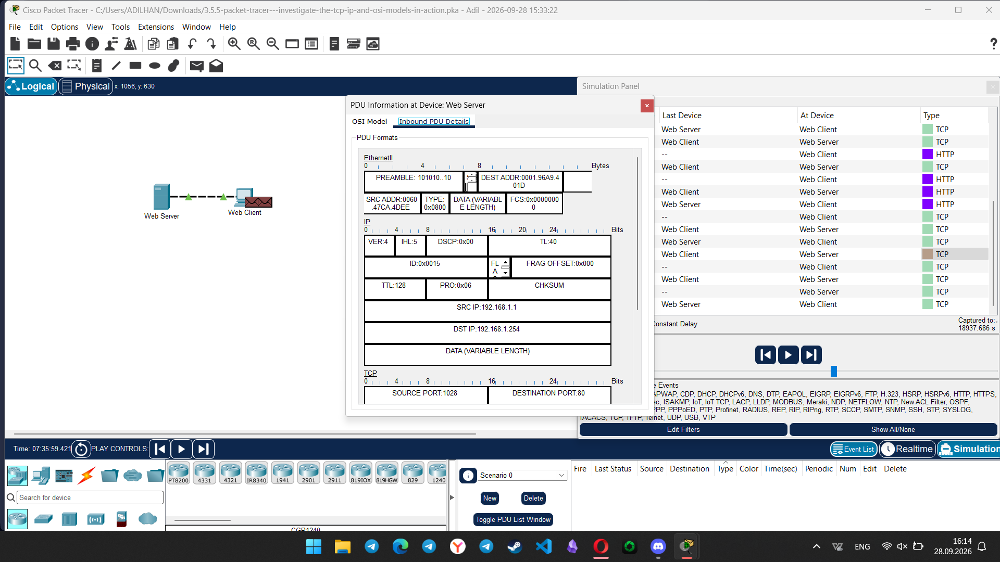 Cisco Packet Tracer - C:/Users/ADILHAN/Downloads/3.5.5-packet-tracer---investigate-the-tcp-ip-and-osi-models-in-action.pka - Adil - 2026-09-28 15:33:22
File Edit Options View Tools Extensions Window Help
Logical Physical x: 1056, y: 630
Simulation Panel
PDU Information at Device: Web Server
OSI Model Inbound PDU Details
PDU Formats
EthernetII
0 4 8 Bytes
PREAMBLE: 101010..10
DEST ADDR:0001.96A9.4
01D
SRC ADDR:0060
.47CA.4DEE
TYPE:
0x0800
DATA (VARIABL
E LENGTH)
FCS:0x0000000
0
IP
0 4 8 16 20 24 Bits
VER:4 IHL:5 DSCP:0x00 TL:40
ID:0x0015 FL
A FRAG OFFSET:0x000
TTL:128 PRO:0x06 CHKSUM
SRC IP:192.168.1.1
DST IP:192.168.1.254
DATA (VARIABLE LENGTH)
TCP
0 4 8 16 24 Bits
SOURCE PORT:1028 DESTINATION PORT:80
Web Server
Web Client
Last Device At Device Type
Web Server Web Client TCP
Web Client Web Server TCP
-- Web Client HTTP
Web Client Web Server TCP
-- Web Client HTTP
Web Client Web Server HTTP
Web Server Web Client HTTP
-- Web Client TCP
Web Client Web Server TCP
Web Server Web Client TCP
Web Client Web Server TCP
-- Web Client TCP
Web Client Web Server TCP
-- Web Server TCP
Web Server Web Client TCP
Constant Delay
Captured to:
18937.686 s
e Events
APWAP, CDP, DHCP, DHCPv6, DNS, DTP, EAPOL, EIGRP, EIGRPv6, FTP, H.323, HSRP, HSRPv6, HTTP, HTTPS,
ec, ISAKMP, IoT, IoT TCP, LACP, LLDP, MODBUS, Meraki, NDP, NETFLOW, NTP, New ACL Filter, OSPF,
PPP, PPPoED, PTP, Profinet, RADIUS, REP, RIP, RIPng, RTP, SCCP, SMTP, SNMP, SSH, STP, SYSLOG,
TACACS, TCP, TFTP, Telnet, UDP, USB, VTP
Edit Filters Show All/None
Time: 07:35:59.421 PLAY CONTROLS:
Event List Realtime Simulation
PT8200 4331 4321 IR8340 1941 2901 2911 819IOX 819HGW 829 1240
Search for device
CGR1240
Scenario 0
New Delete
Toggle PDU List Window
Fire Last Status Source Destination Type Color Time(sec) Periodic Num Edit Delete
ENG
16:14
28.09.2026